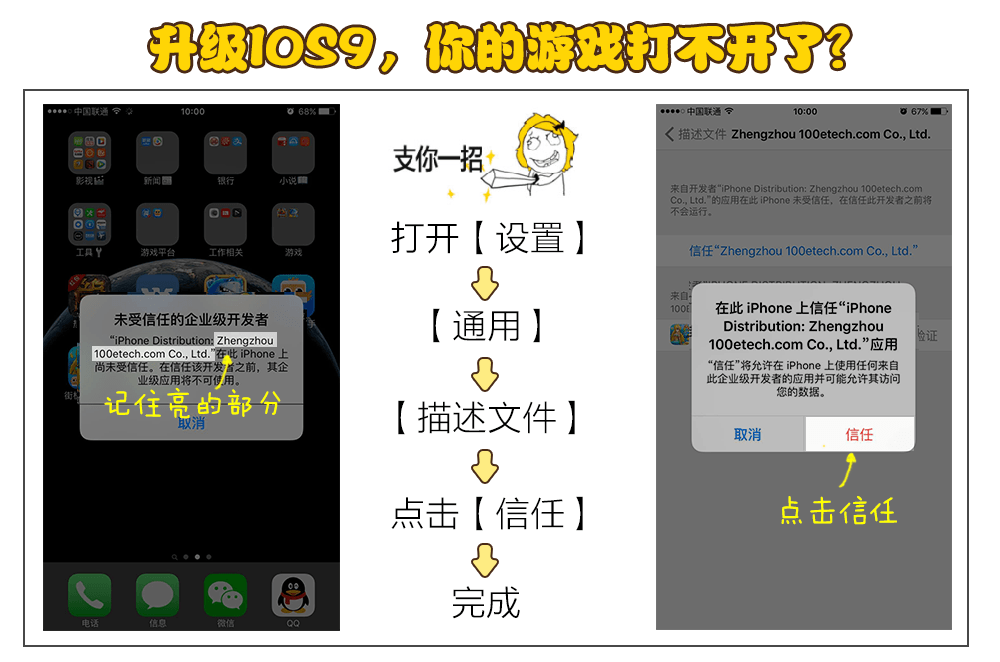 升级IOS9，你的游戏打不开了？
中国联通
10:00
68%
影视
新闻
银行
小说
工具
游戏平台
工作相关
游戏
未受信任的企业级开发者
“iPhone Distribution: Zhengzhou
100etech.com Co., Ltd.”在此 iPhone 上
尚未受信任。在信任该开发者之前，其企
业级应用将不可使用。
记住亮的部分
取消
电话
信息
微信
QQ
支你一招
打开【设置】
【通用】
【描述文件】
点击【信任】
完成
中国联通
10:00
67%
描述文件 Zhengzhou 100etech.com Co., Ltd.
来自开发者“iPhone Distribution: Zhengzhou 100etech.com
Co., Ltd.”的应用在此 iPhone 未受信任，在信任此开发者之前将
不会运行。
信任“Zhengzhou 100etech.com Co., Ltd.”
在此 iPhone 上信任“iPhone
Distribution: Zhengzhou
100etech.com Co., Ltd.”应用
“信任”将允许在 iPhone 上使用任何来自
此企业级开发者的应用并可能允许其访问
您的数据。
验证
取消
信任
点击信任